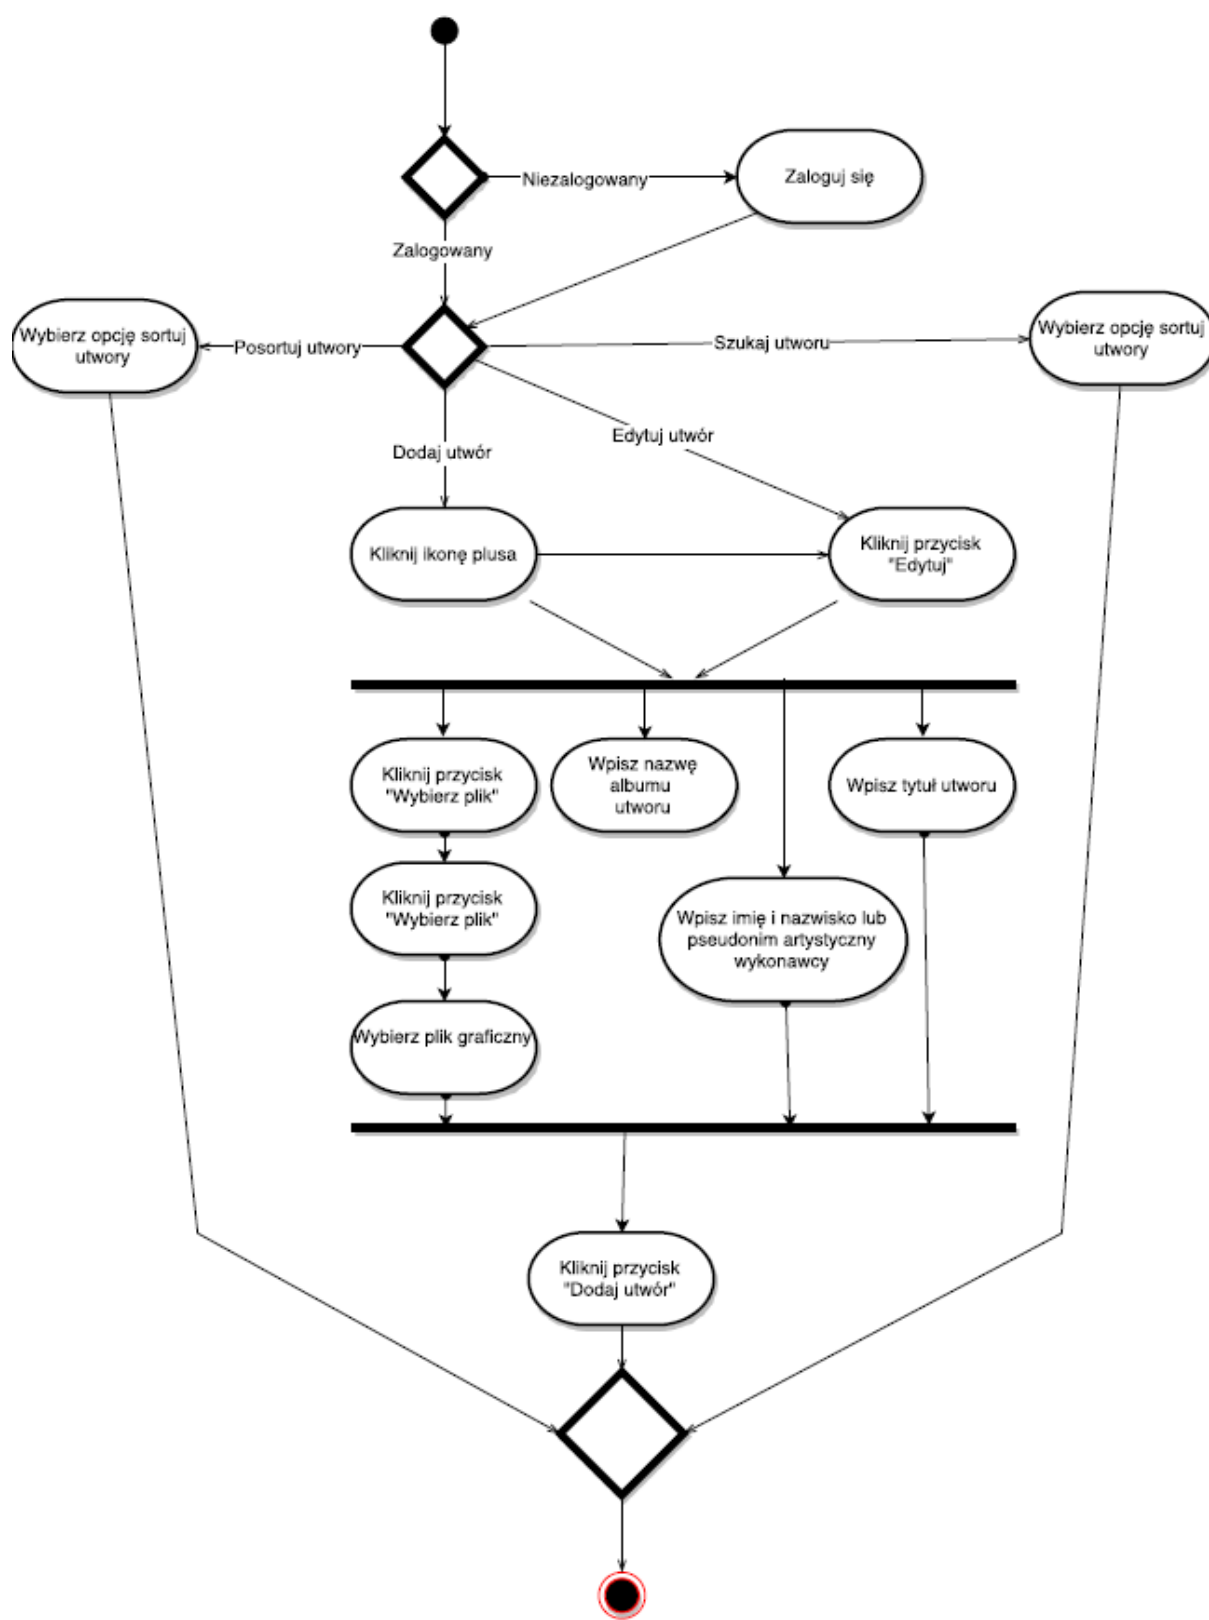 Niezalogowany
Zaloguj się
Zalogowany
Wybierz opcję sortuj
utwory
Posortuj utwory
Szukaj utworu
Wybierz opcję sortuj
utwory
Dodaj utwór
Edytuj utwór
Kliknij ikonę plusa
Kliknij przycisk
"Edytuj"
Kliknij przycisk
"Wybierz plik"
Wpisz nazwę
albumu
utworu
Wpisz tytuł utworu
Kliknij przycisk
"Wybierz plik"
Wpisz imię i nazwisko lub
pseudonim artystyczny
wykonawcy
Wybierz plik graficzny
Kliknij przycisk
"Dodaj utwór"